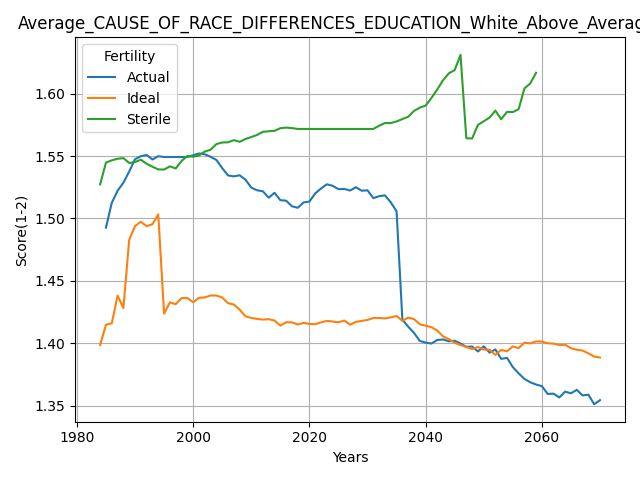 Average_CAUSE_OF_RACE_DIFFERENCES_EDUCATION_White_Above_Averag
Fertility
Actual
Ideal
Sterile
Score(1-2)
1.60
1.55
1.50
1.45
1.40
1.35
1980 2000 2020 2040 2060
Years